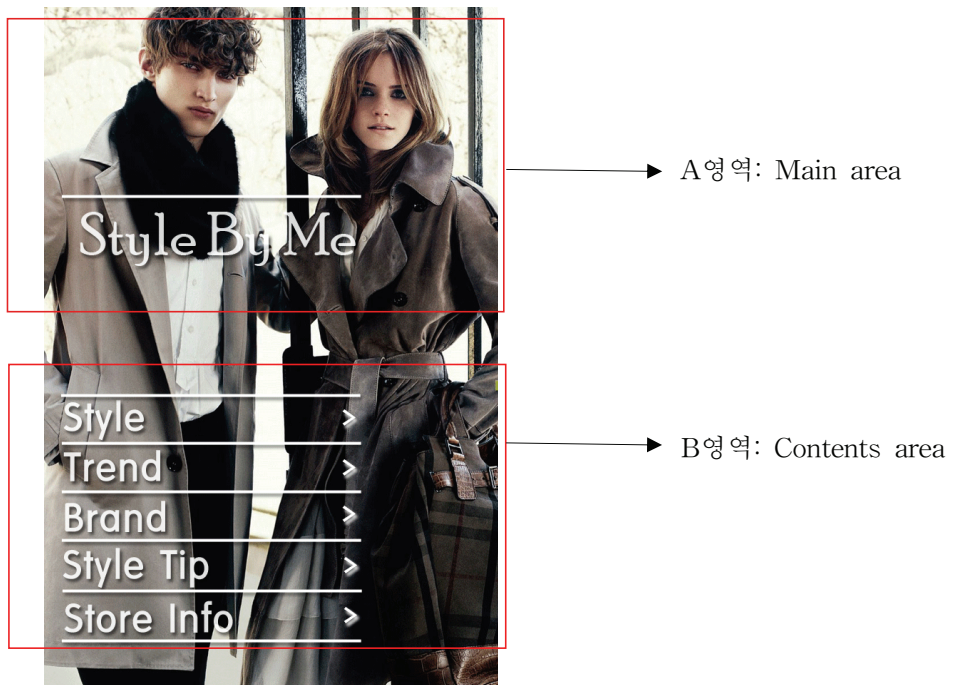 Style By Me
A영역: Main area
Style >
Trend >
Brand >
Style Tip >
Store Info >
B영역: Contents area